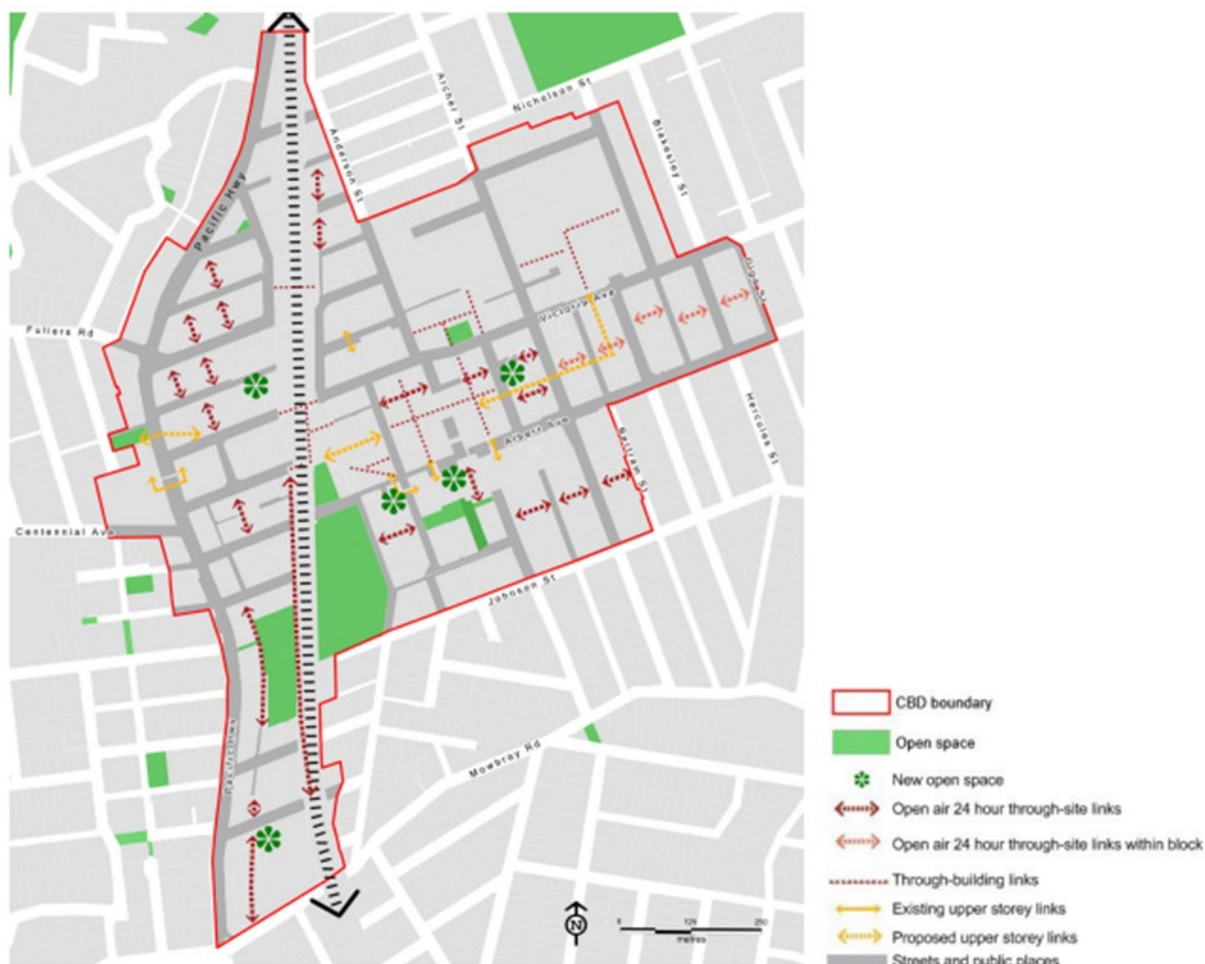 Archer St
Nicholson St
Anderson St
Blakesley St
Pacific Hwy
Victoria Ave
Fullers Rd
Albert Ave
Bertram St
Hercules St
Centennial Ave
Johnson St
Pacific Hwy
Mowbray Rd
CBD boundary
Open space
New open space
Open air 24 hour through-site links
Open air 24 hour through-site links within block
Through-building links
Existing upper storey links
Proposed upper storey links
Streets and public places
N
0 125 250
metres